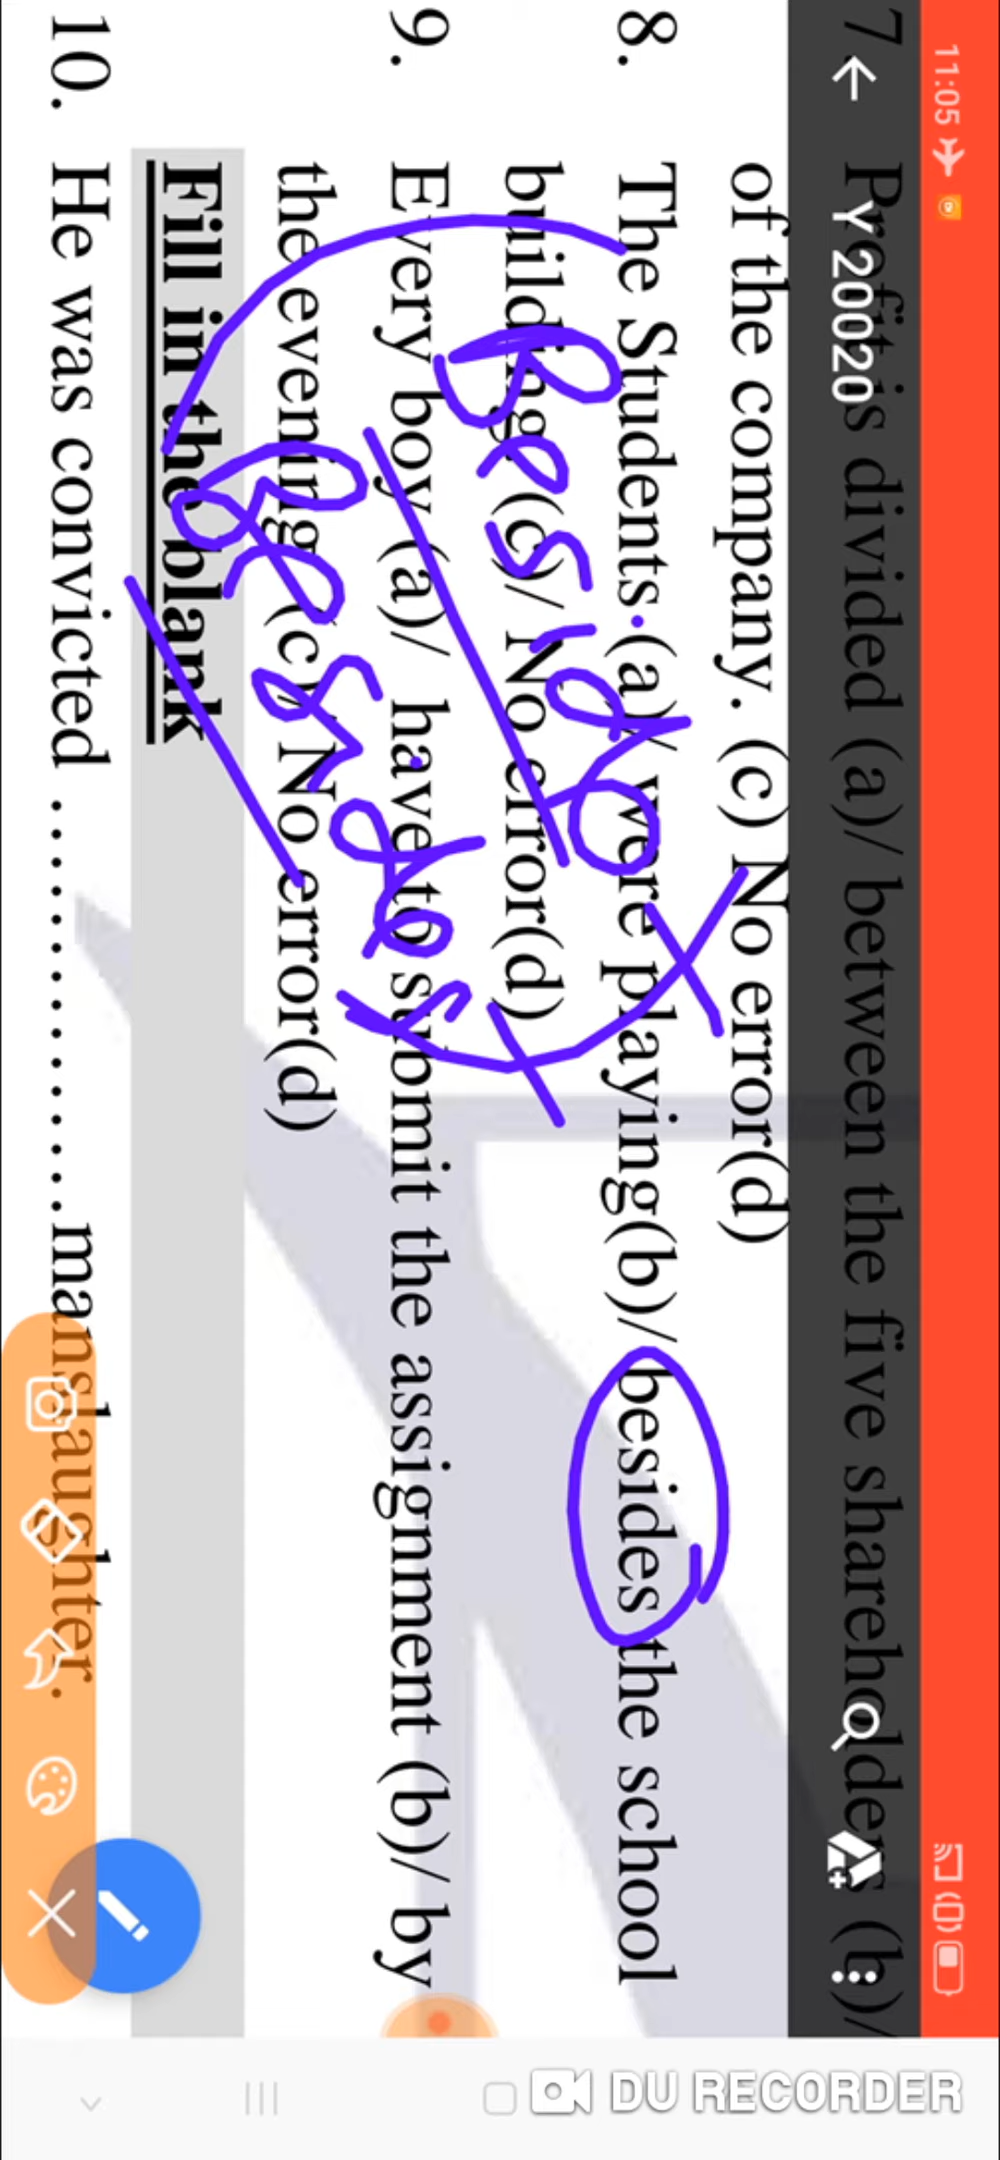 11:05
Y 20020
7. Profit is divided (a)/ between the five shareholders (b)/
of the company. (c) No error(d)
8. The Students (a)/ were playing(b)/ besides the school
building (c)/ No error(d)
9. Every boy (a)/ have to submit the assignment (b)/ by
the evening (c)/ No error(d)
Beside
Besides
Fill in the blank
10. He was convicted ………………manslaughter.
DU RECORDER